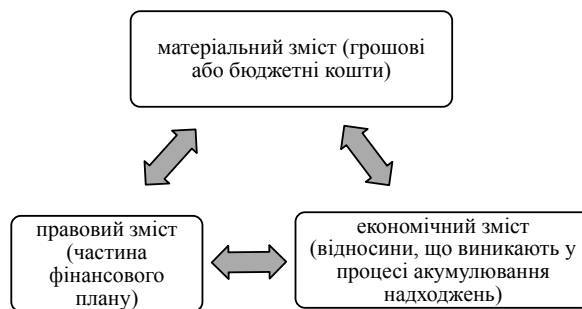 матеріальний зміст (грошові
або бюджетні кошти)
правовий зміст
(частина
фінансового
плану)
економічний зміст
(відносини, що виникають у
процесі акумулювання
надходжень)